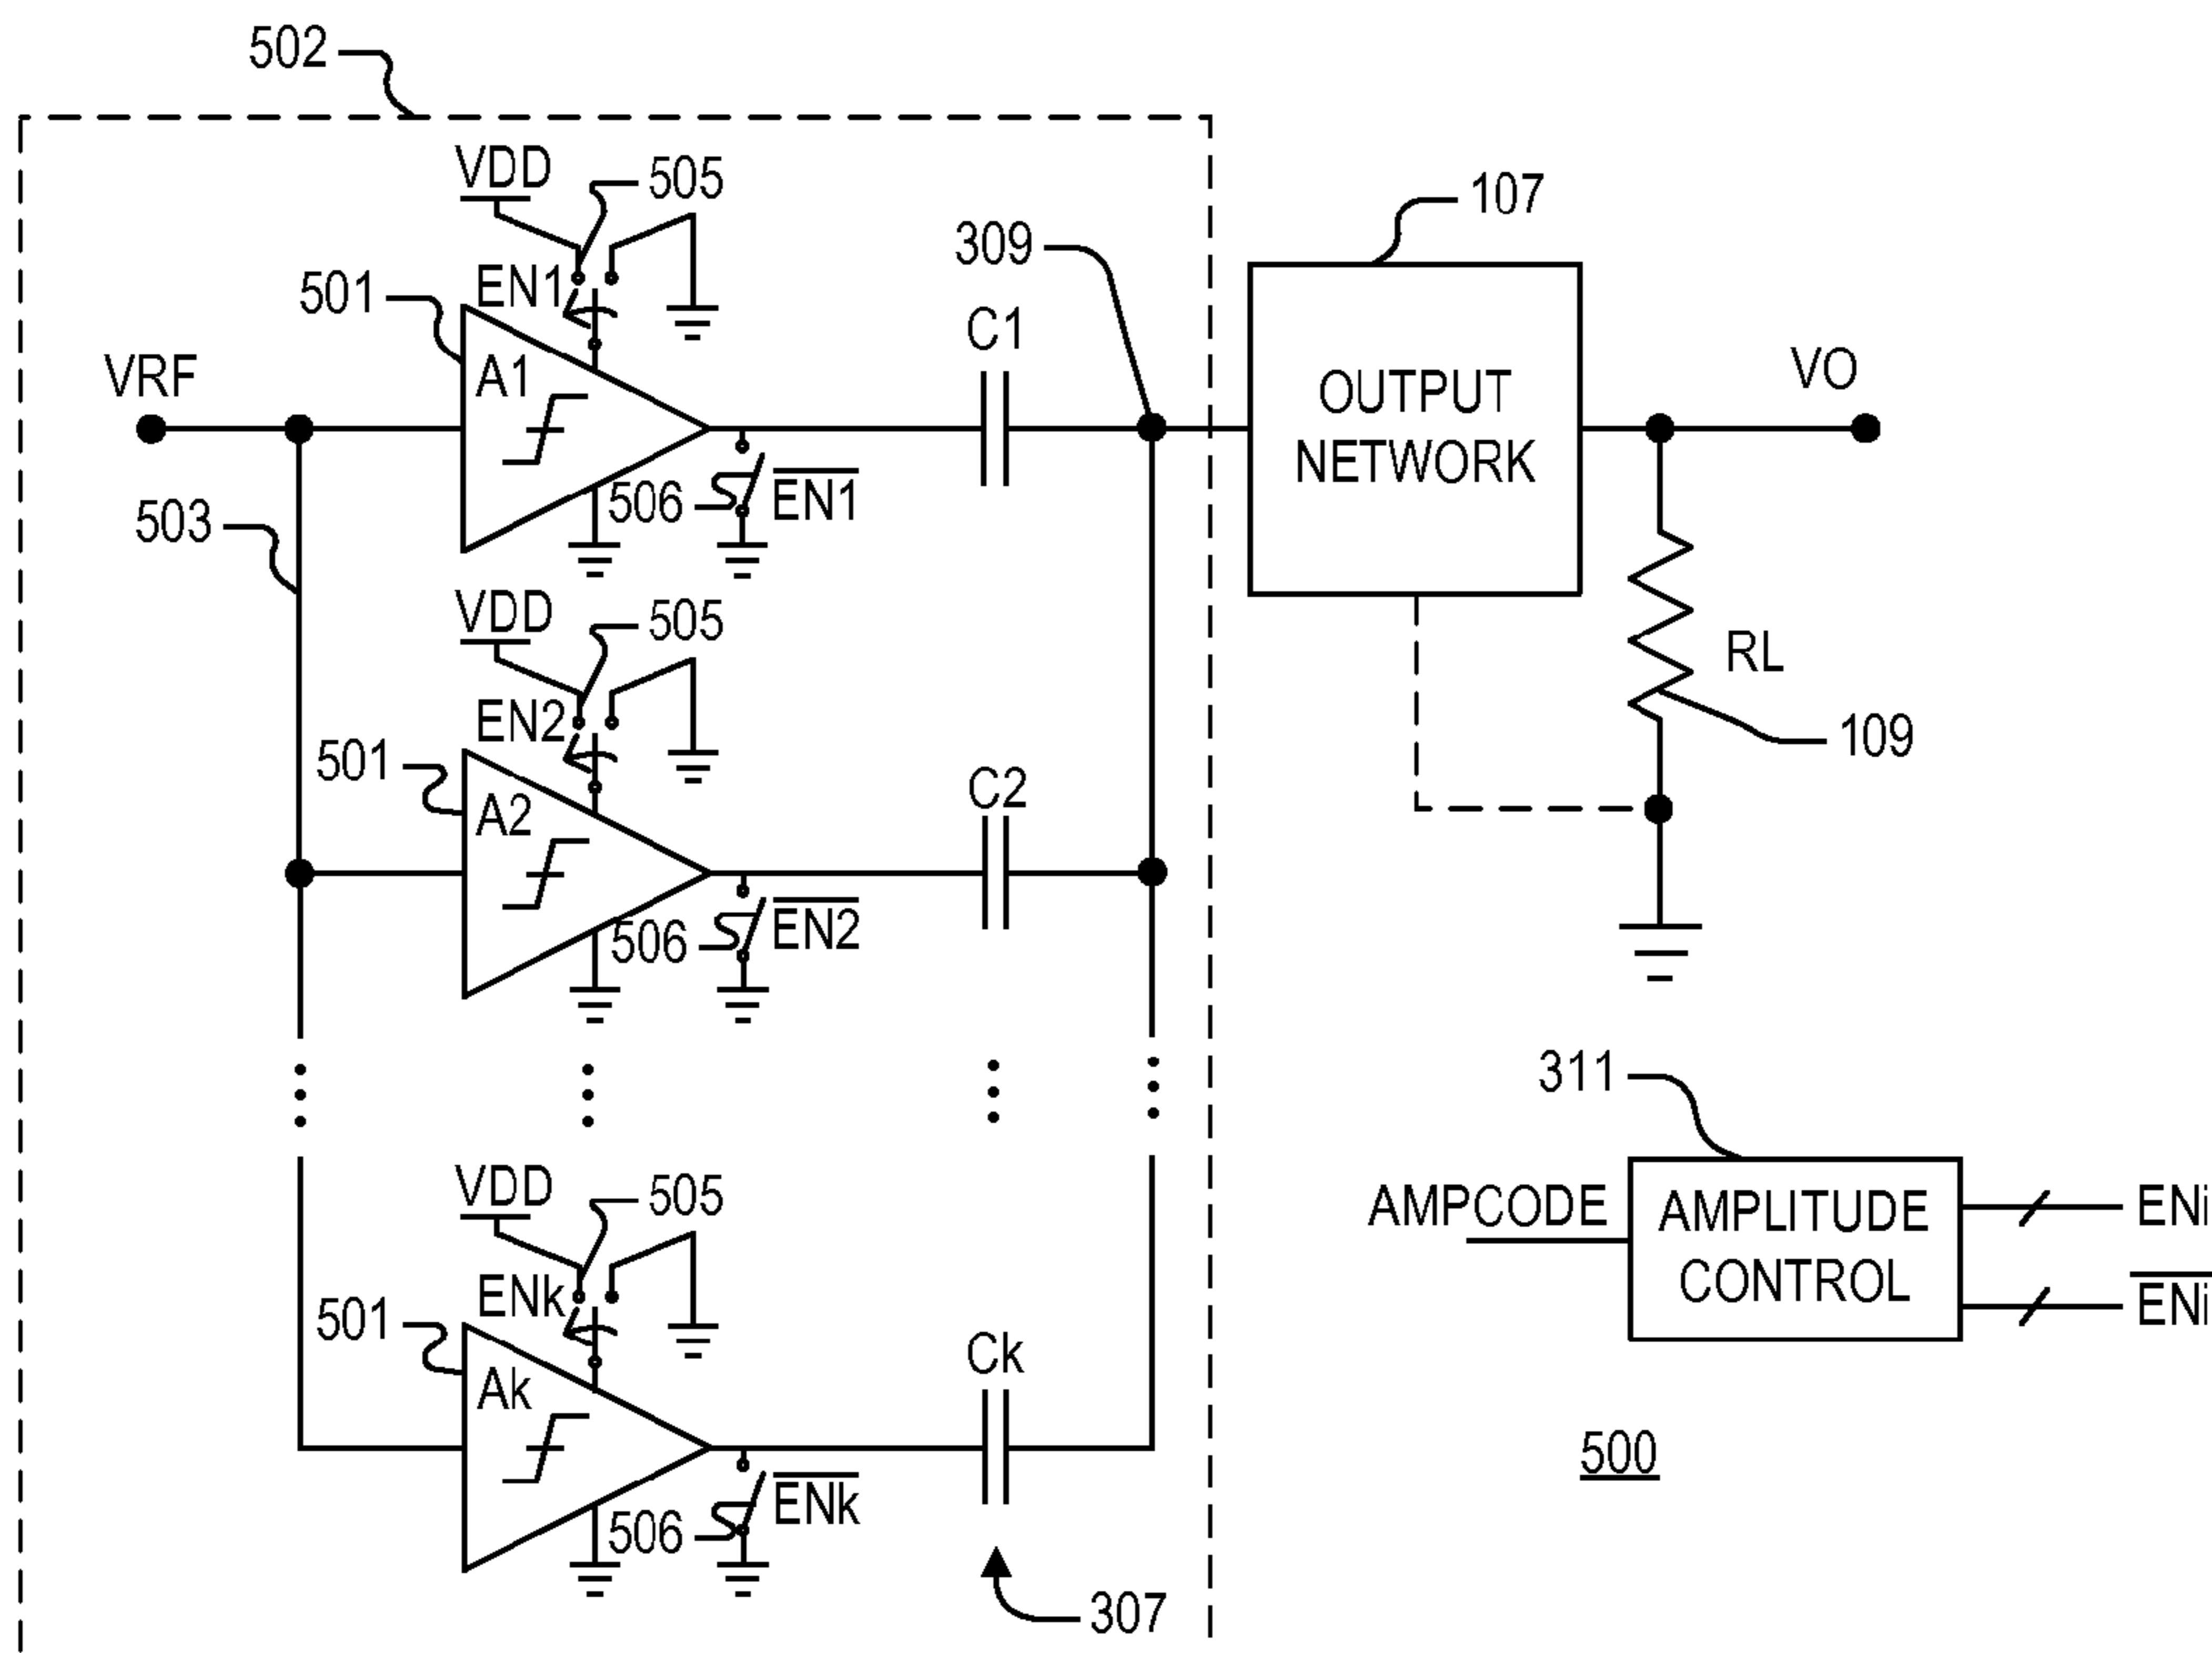 502
VDD
505
107
309
EN1
501
C1
VRF
A1
VO
OUTPUT
NETWORK
506
EN1
503
VDD
505
RL
EN2
109
501
C2
A2
506
EN2
311
VDD
505
AMPCODE
AMPLITUDE
CONTROL
ENi
ENi
ENk
501
Ck
Ak
500
506
ENk
307